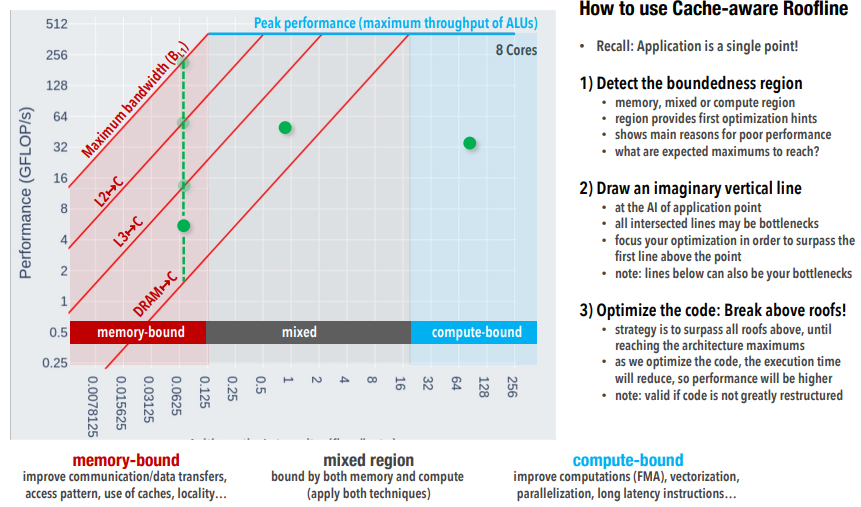 How to use Cache-aware Roofline
• Recall: Application is a single point!
1) Detect the boundedness region
• memory, mixed or compute region
• region provides first optimization hints
• shows main reasons for poor performance
• what are expected maximums to reach?
2) Draw an imaginary vertical line
• at the AI of application point
• all intersected lines may be bottlenecks
• focus your optimization in order to surpass the
first line above the point
• note: lines below can also be your bottlenecks
3) Optimize the code: Break above roofs!
• strategy is to surpass all roofs above, until
reaching the architecture maximums
• as we optimize the code, the execution time
will reduce, so performance will be higher
• note: valid if code is not greatly restructured
Peak performance (maximum throughput of ALUs)
8 Cores
Performance (GFLOP/s)
512
256
128
64
32
16
8
4
2
1
0.5
0.25
Maximum bandwidth (BL1)
L2↦C
L3↦C
DRAM↦C
memory-bound
mixed
compute-bound
0.0078125
0.015625
0.03125
0.0625
0.125
0.25
0.5
1
2
4
8
16
32
64
128
256
memory-bound
improve communication/data transfers,
access pattern, use of caches, locality…
mixed region
bound by both memory and compute
(apply both techniques)
compute-bound
improve computations (FMA), vectorization,
parallelization, long latency instructions…